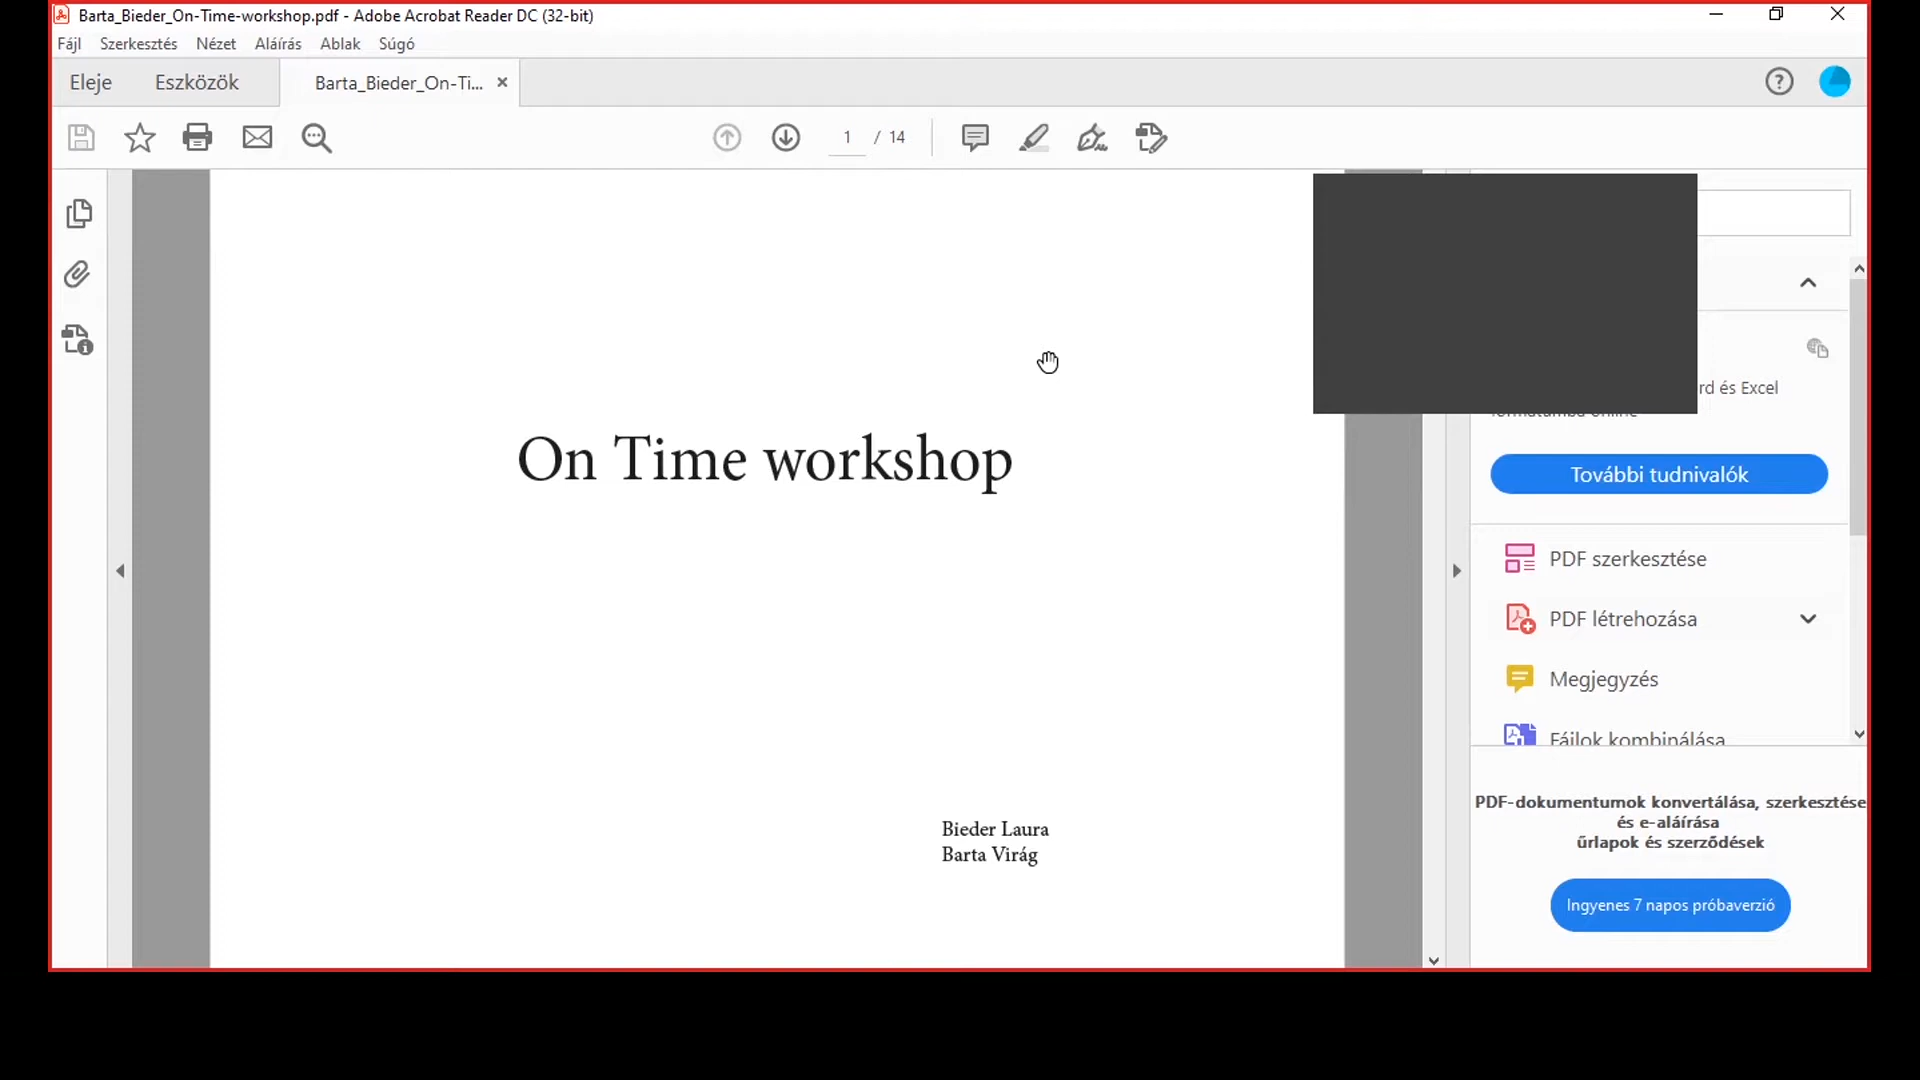 Barta_Bieder_On-Time-workshop.pdf - Adobe Acrobat Reader DC (32-bit)
Fájl Szerkesztés Nézet Aláírás Ablak Súgó
Eleje Eszközök Barta_Bieder_On-Ti... ×
1 / 14
On Time workshop
Bieder Laura
Barta Virág
és Excel
További tudnivalók
PDF szerkesztése
PDF létrehozása
Megjegyzés
Fájlok kombinálása
PDF-dokumentumok konvertálása, szerkesztése
és e-aláírása
űrlapok és szerződések
Ingyenes 7 napos próbaverzió